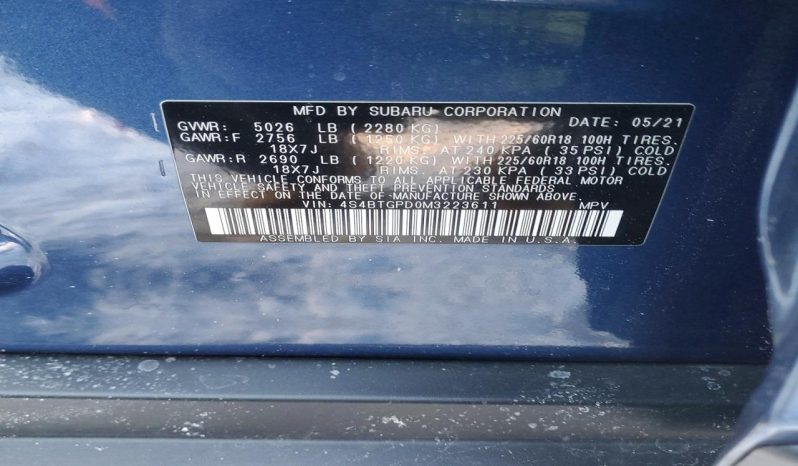 MFD BY SUBARU CORPORATION DATE: 05/21
GVWR: 5026 LB (2280 KG)
GAWR:F 2756 LB (1250 KG) WITH 225/60R18 100H TIRES.
18X7J RIMS. AT 240 KPA (35 PSI) COLD
GAWR:R 2690 LB (1220 KG) WITH 225/60R18 100H TIRES.
18X7J RIMS. AT 230 KPA (33 PSI) COLD
THIS VEHICLE CONFORMS TO ALL APPLICABLE FEDERAL MOTOR
VEHICLE SAFETY AND THEFT PREVENTION STANDARDS
IN EFFECT ON THE DATE OF MANUFACTURE SHOWN ABOVE.
VIN: 4S4BTGPD0M3223611 MPV
ASSEMBLED BY SIA INC. MADE IN U.S.A.